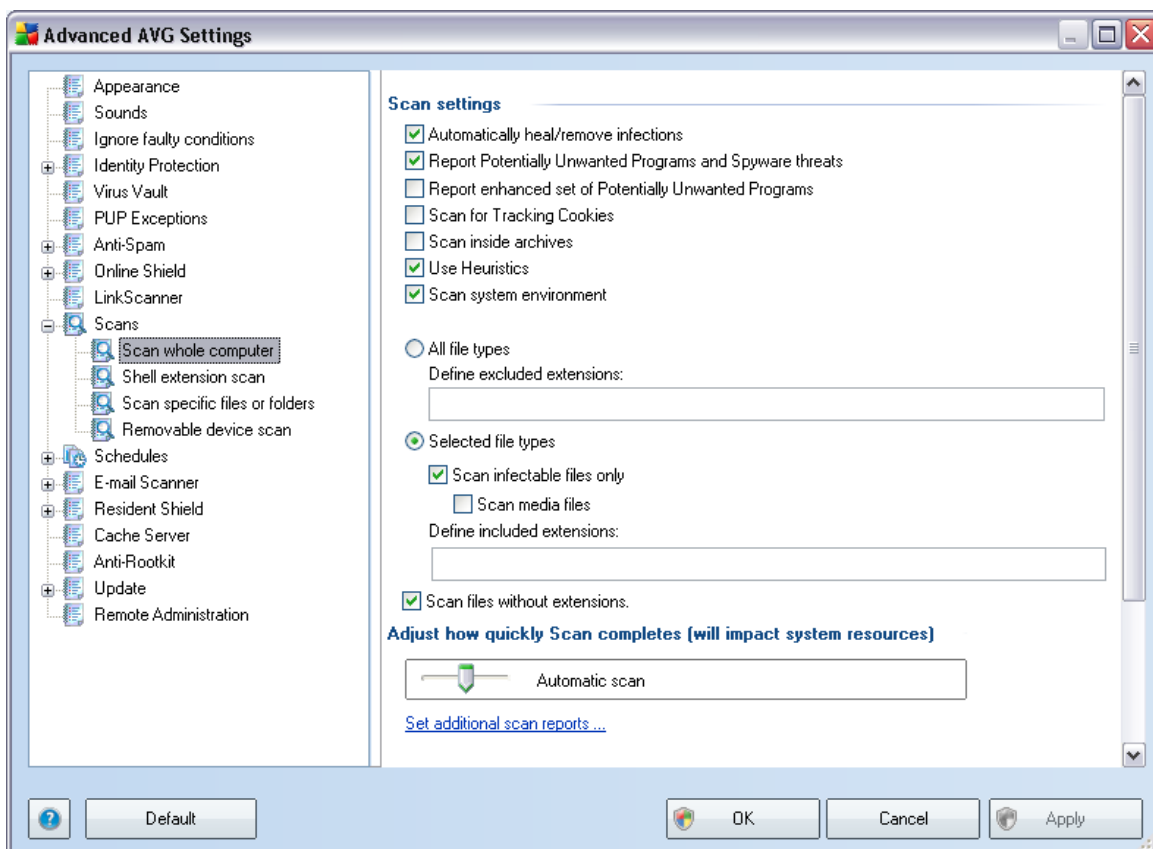 Advanced AVG Settings
Appearance
Sounds
Ignore faulty conditions
Identity Protection
Virus Vault
PUP Exceptions
Anti-Spam
Online Shield
LinkScanner
Scans
Scan whole computer
Shell extension scan
Scan specific files or folders
Removable device scan
Schedules
E-mail Scanner
Resident Shield
Cache Server
Anti-Rootkit
Update
Remote Administration
Scan settings
Automatically heal/remove infections
Report Potentially Unwanted Programs and Spyware threats
Report enhanced set of Potentially Unwanted Programs
Scan for Tracking Cookies
Scan inside archives
Use Heuristics
Scan system environment
All file types
Define excluded extensions:
Selected file types
Scan infectable files only
Scan media files
Define included extensions:
Scan files without extensions.
Adjust how quickly Scan completes (will impact system resources)
Automatic scan
Set additional scan reports ...
Default
OK
Cancel
Apply